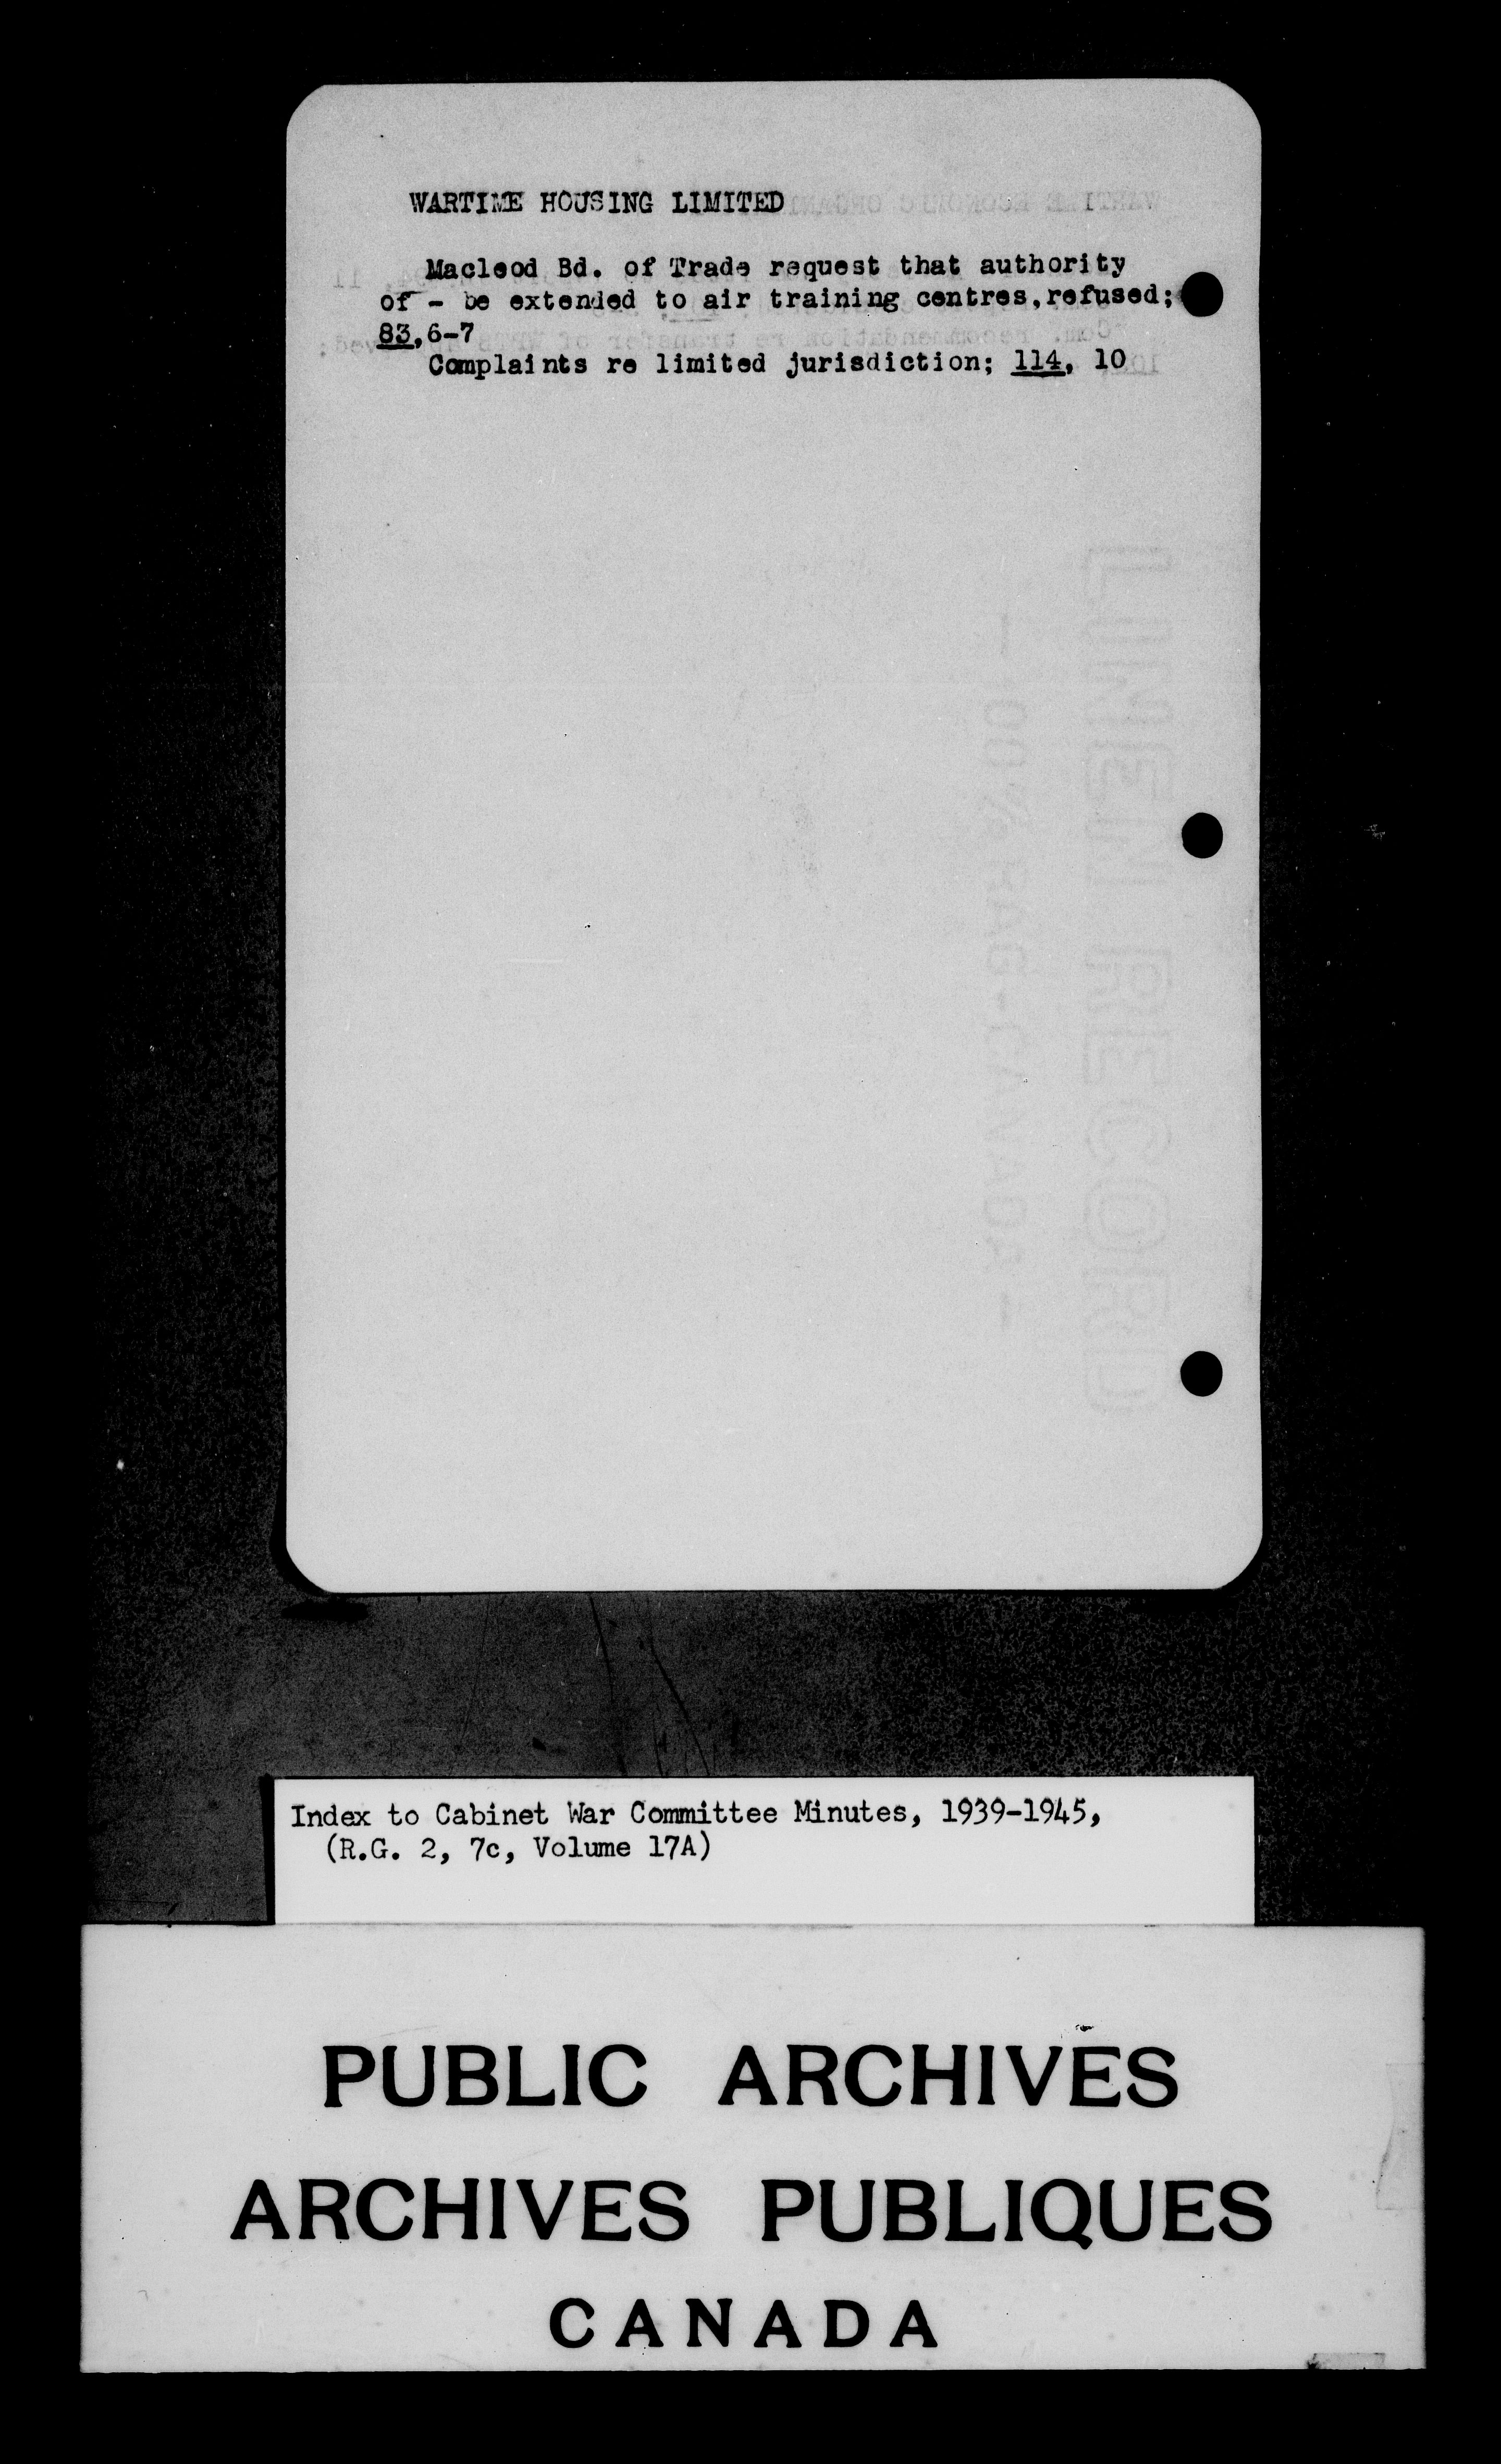 WARTIME HOUSING LIMITED
Macleod Bd. of Trade request that authority
of - be extended to air training centres, refused;
83, 6-7
Complaints re limited jurisdiction; 114, 10
Index to Cabinet War Committee Minutes, 1939-1945,
(R.G. 2, 7c, Volume 17A)
PUBLIC ARCHIVES
ARCHIVES PUBLIQUES
CANADA